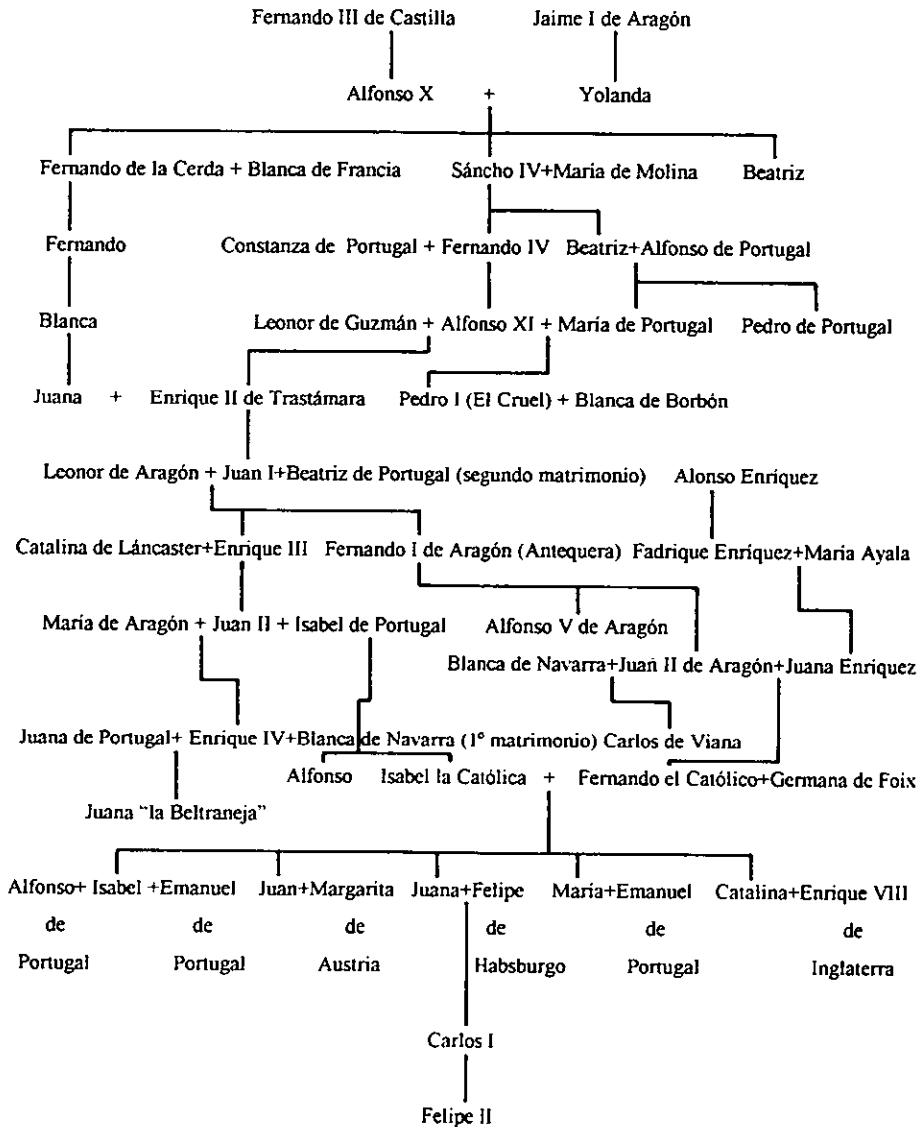 Fernando III de Castilla Jaime I de Aragón
Alfonso X + Yolanda
Fernando de la Cerda + Blanca de Francia Sáncho IV+María de Molina Beatriz
Fernando Constanza de Portugal + Fernando IV Beatriz+Alfonso de Portugal
Blanca Leonor de Guzmán + Alfonso XI + María de Portugal Pedro de Portugal
Juana + Enrique II de Trastámara Pedro I (El Cruel) + Blanca de Borbón
Leonor de Aragón + Juan I+Beatriz de Portugal (segundo matrimonio) Alonso Enríquez
Catalina de Láncaster+Enrique III Fernando I de Aragón (Antequera) Fadrique Enríquez+María Ayala
María de Aragón + Juan II + Isabel de Portugal Alfonso V de Aragón
Blanca de Navarra+Juan II de Aragón+Juana Enríquez
Juana de Portugal+ Enrique IV+Blanca de Navarra (1º matrimonio) Carlos de Viana
Alfonso Isabel la Católica + Fernando el Católico+Germana de Foix
Juana “la Beltraneja”
Alfonso+ Isabel +Emanuel Juan+Margarita Juana+Felipe María+Emanuel Catalina+Enrique VIII
de de de de de de
Portugal Portugal Austria Habsburgo Portugal Inglaterra
Carlos I
Felipe II